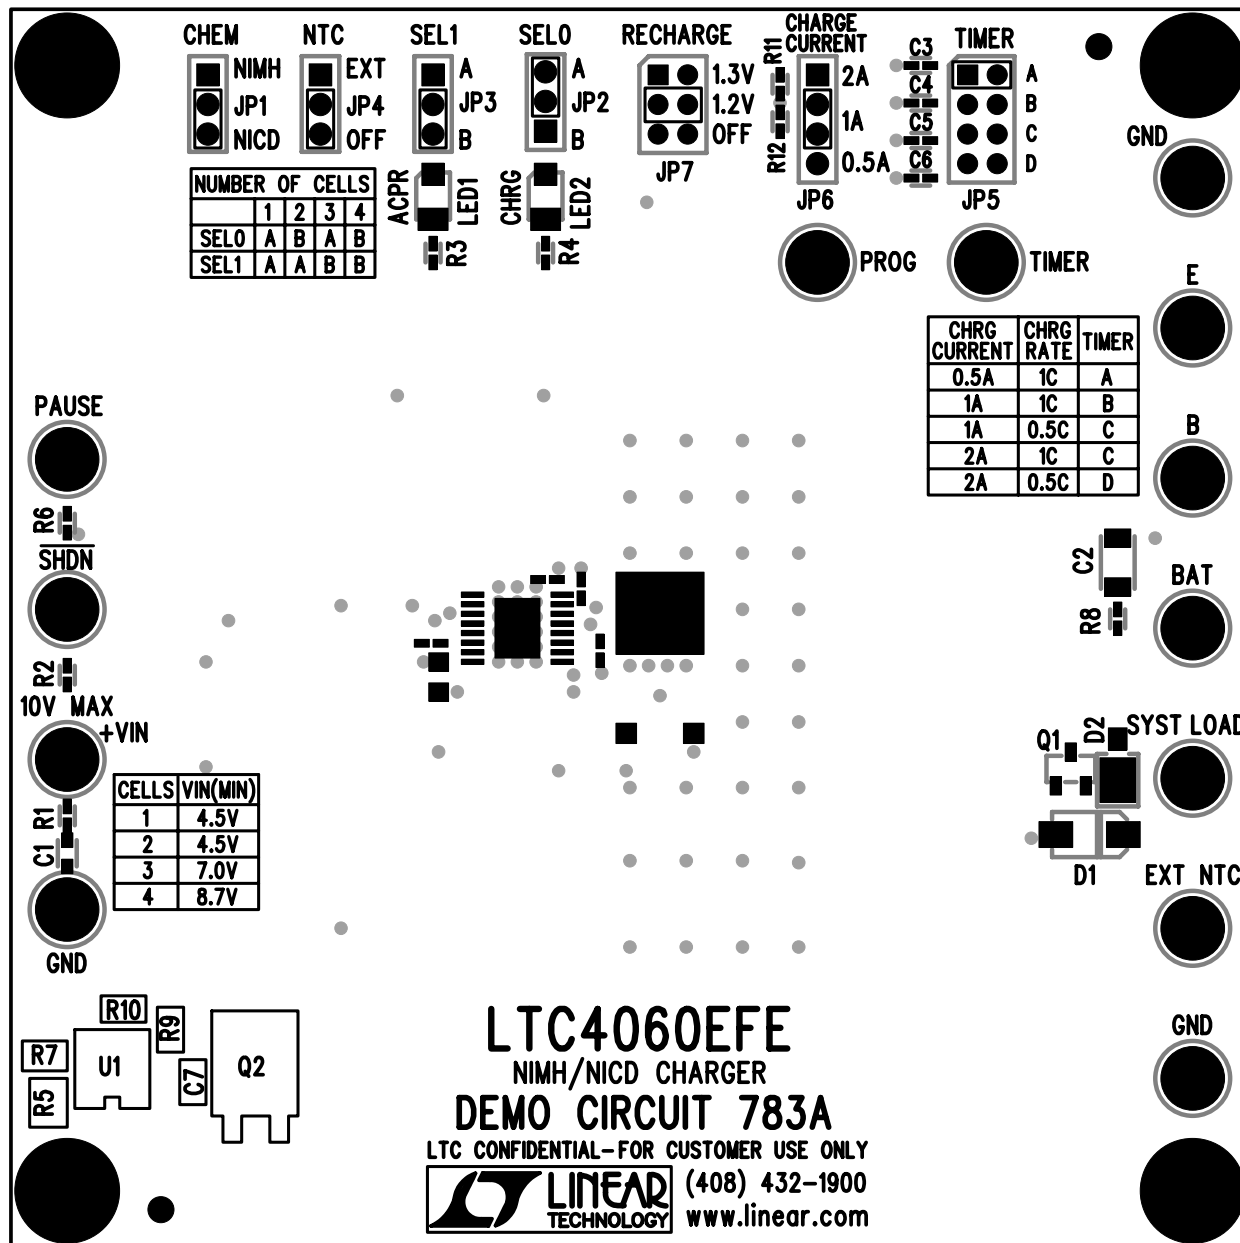 CHEM
NTC
SEL1
SEL0
RECHARGE
CHARGE
CURRENT
TIMER
NIMH
JP1
NICD
EXT
JP4
OFF
A
JP3
B
A
JP2
B
1.3V
1.2V
OFF
JP7
R11
R12
2A
1A
0.5A
JP6
C3
C4
C5
C6
A
B
C
D
JP5
GND
NUMBER OF CELLS
1 2 3 4
SEL0 A B A B
SEL1 A A B B
ACPR
LED1
R3
CHRG
LED2
R4
PROG
TIMER
E
CHRG CURRENT CHRG RATE TIMER
0.5A 1C A
1A 1C B
1A 0.5C C
2A 1C C
2A 0.5C D
B
PAUSE
R6
SHDN
R2
10V MAX
+VIN
C2
R8
BAT
CELLS VIN(MIN)
1 4.5V
2 4.5V
3 7.0V
4 8.7V
R1
C1
GND
Q1
D2
SYST LOAD
D1
EXT NTC
GND
R10
R9
R7
U1
R5
C7
Q2
LTC4060EFE
NIMH/NICD CHARGER
DEMO CIRCUIT 783A
LTC CONFIDENTIAL-FOR CUSTOMER USE ONLY
LINEAR
TECHNOLOGY
(408) 432-1900
www.linear.com